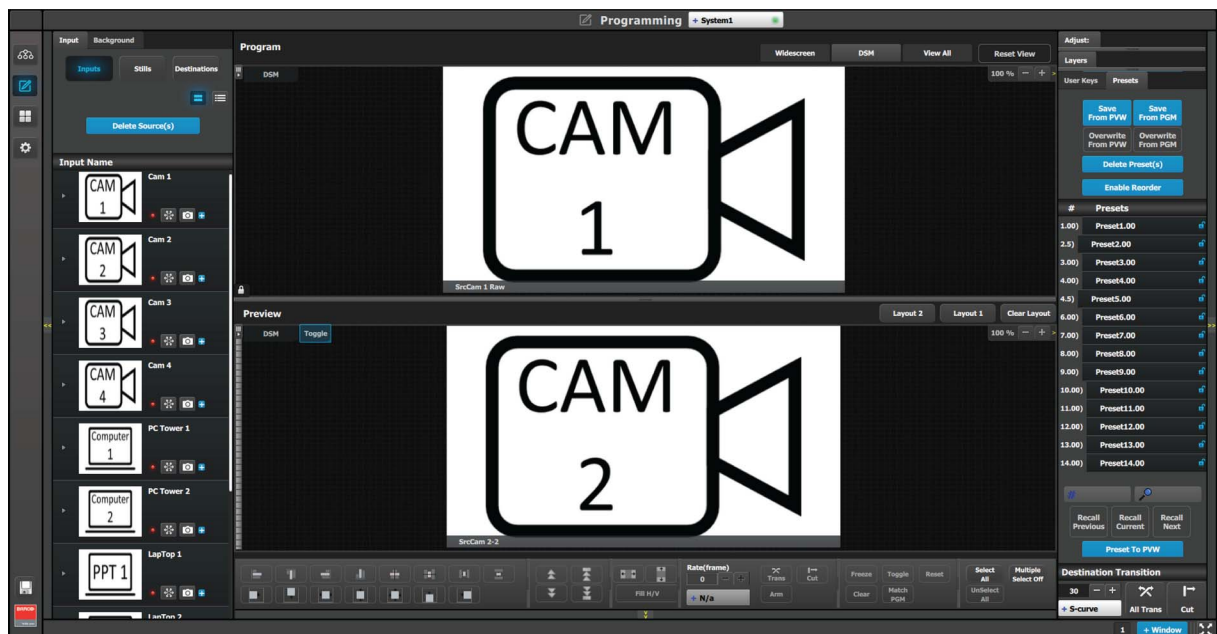 Programming
+ System1
Input
Background
Inputs
Stills
Destinations
Delete Source(s)
Input Name
CAM
1
Cam 1
CAM
2
Cam 2
CAM
3
Cam 3
CAM
4
Cam 4
Computer
1
PC Tower 1
Computer
2
PC Tower 2
PPT 1
LapTop 1
LapTop 2
Program
Widescreen
DSM
View All
Reset View
DSM
100 %
CAM
1
SrcCam 1 Raw
Preview
Layout 2
Layout 1
Clear Layout
DSM
Toggle
100 %
CAM
2
SrcCam 2-2
Fill H/V
Rate(frame)
0
+ N/a
Trans
Cut
Arm
Freeze
Toggle
Reset
Clear
Match
PGM
Select
All
Multiple
Select Off
UnSelect
All
Adjust:
Layers
User Keys
Presets
Save
From PVW
Save
From PGM
Overwrite
From PVW
Overwrite
From PGM
Delete Preset(s)
Enable Reorder
# Presets
1.00) Preset1.00
2.5) Preset2.00
3.00) Preset3.00
4.00) Preset4.00
4.5) Preset5.00
6.00) Preset6.00
7.00) Preset7.00
8.00) Preset8.00
9.00) Preset9.00
10.00) Preset10.00
11.00) Preset11.00
12.00) Preset12.00
13.00) Preset13.00
14.00) Preset14.00
#
Recall
Previous
Recall
Current
Recall
Next
Preset To PVW
Destination Transition
30
+ S-curve
All Trans
Cut
1
+ Window